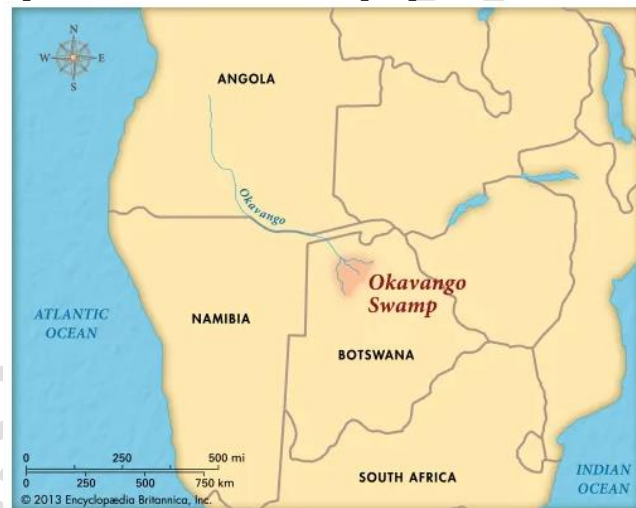 N
W E
S
ANGOLA
Okavango
Okavango
Swamp
ATLANTIC
OCEAN
NAMIBIA
BOTSWANA
0 250 500 mi
0 250 500 750 km
SOUTH AFRICA
INDIAN
OCEAN
© 2013 Encyclopædia Britannica, Inc.